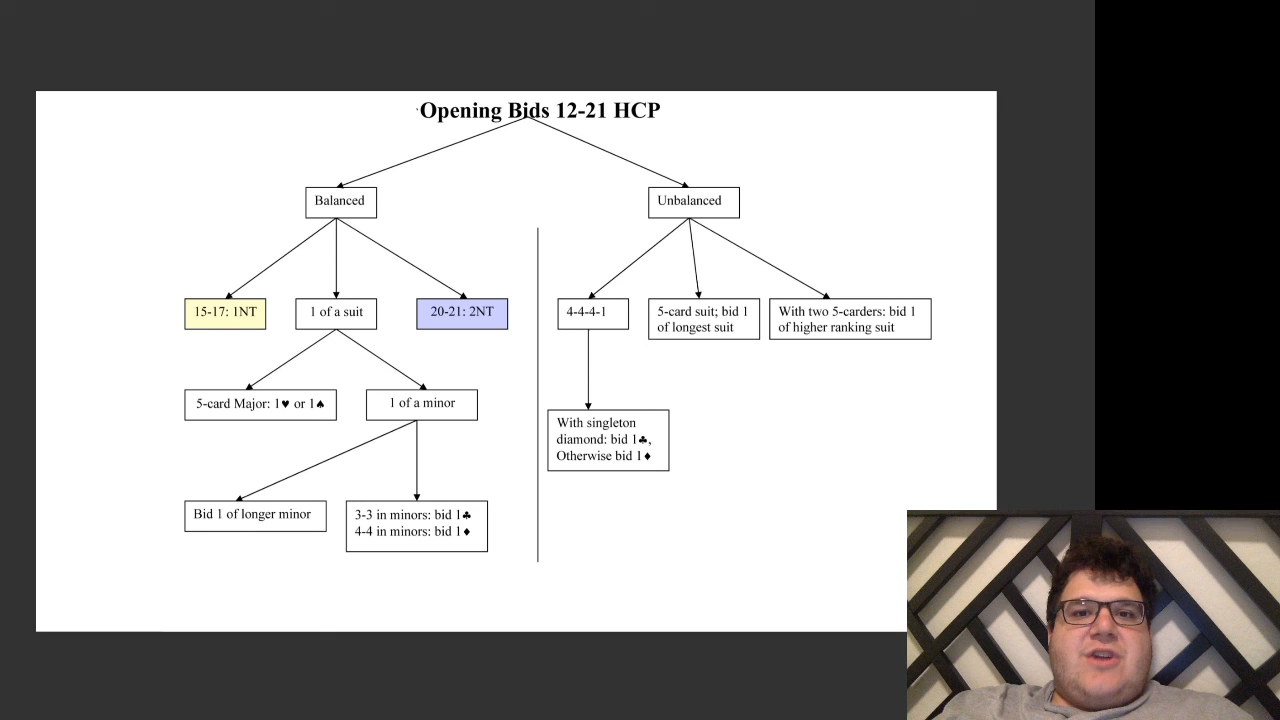 `Opening Bids 12-21 HCP
Balanced
Unbalanced
15-17: 1NT
1 of a suit
20-21: 2NT
4-4-4-1
5-card suit; bid 1
of longest suit
With two 5-carders: bid 1
of higher ranking suit
5-card Major: 1♥ or 1♠
1 of a minor
With singleton
diamond: bid 1♣,
Otherwise bid 1♦
Bid 1 of longer minor
3-3 in minors: bid 1♣
4-4 in minors: bid 1♦